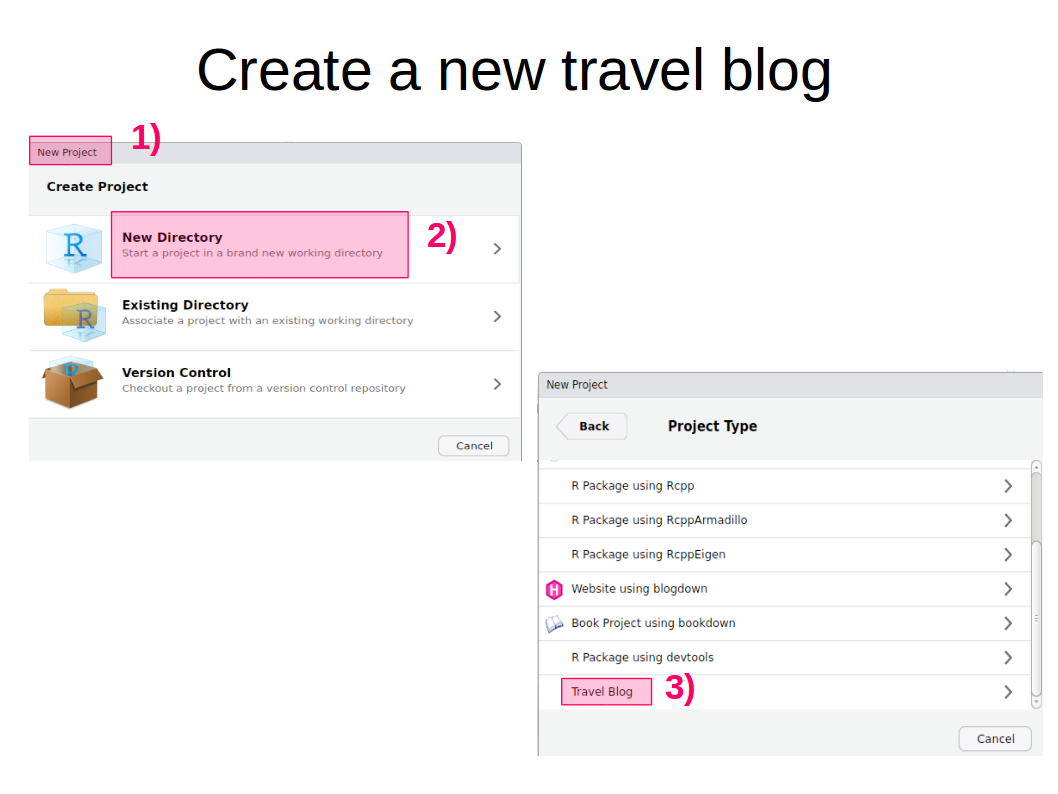 Create a new travel blog
1)
New Project
Create Project
R
New Directory
Start a project in a brand new working directory
2)
R
Existing Directory
Associate a project with an existing working directory
Version Control
Checkout a project from a version control repository
Cancel
New Project
Back
Project Type
R Package using Rcpp
R Package using RcppArmadillo
R Package using RcppEigen
H
Website using blogdown
Book Project using bookdown
R Package using devtools
Travel Blog
3)
Cancel